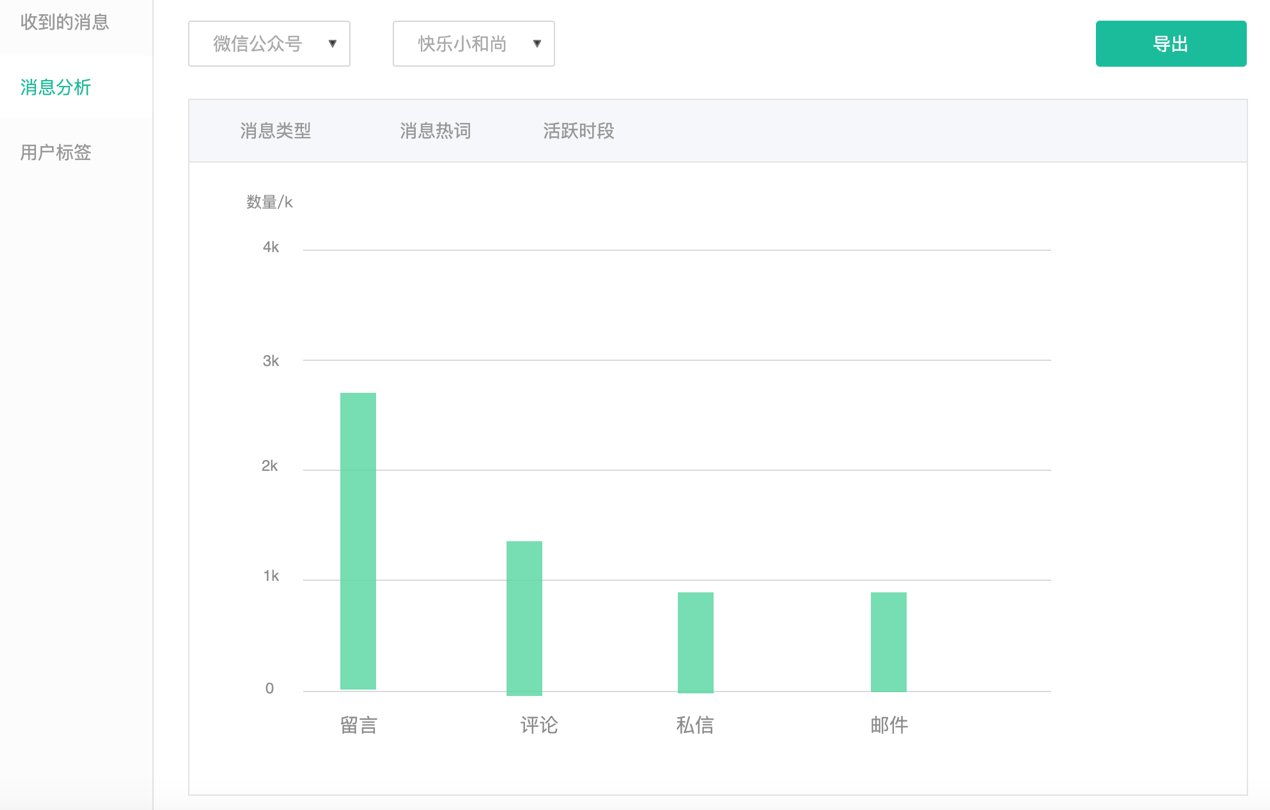 收到的消息
消息分析
用户标签
微信公众号 ▼
快乐小和尚 ▼
导出
消息类型 消息热词 活跃时段
数量/k
4k
3k
2k
1k
0
留言 评论 私信 邮件